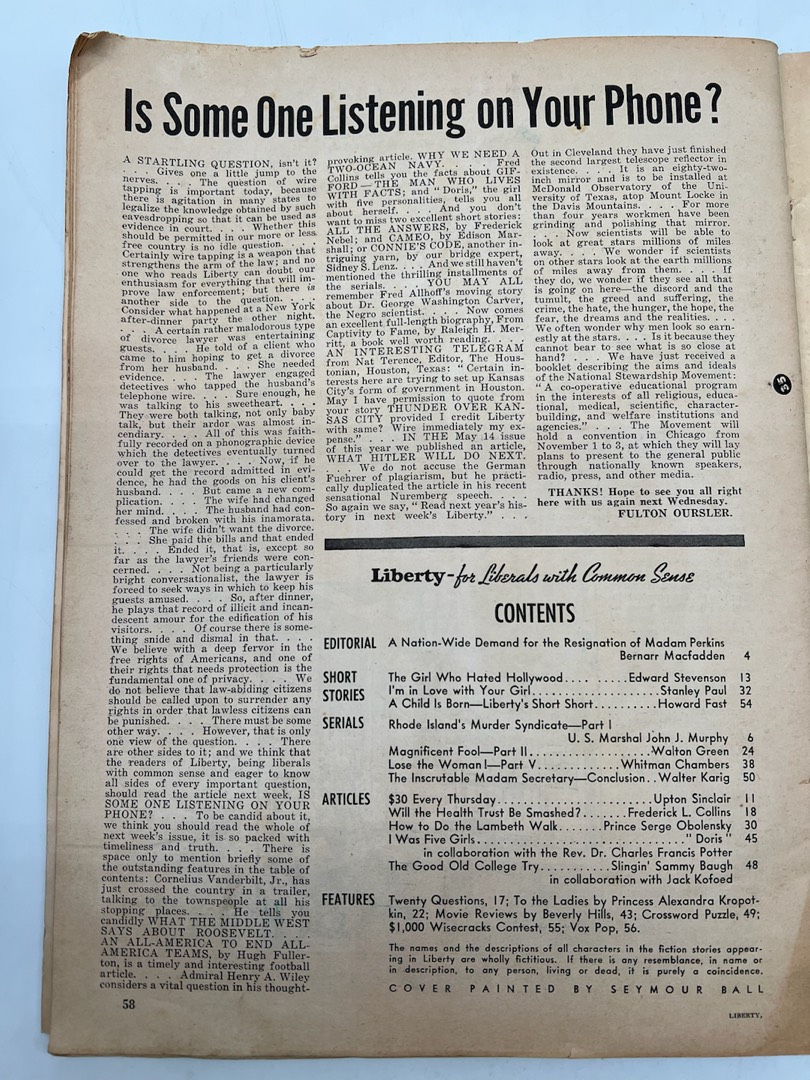 Is Some One Listening on Your Phone?
A STARTLING QUESTION, isn't it?
. . . Gives one a little jump to the
nerves. . . . The question of wire
tapping is important today, because
there is agitation in many states to
legalize the knowledge obtained by such
eavesdropping so that it can be used as
evidence in court. . . . Whether this
should be permitted in our more or less
free country is no idle question. . . .
Certainly wire tapping is a weapon that
strengthens the arm of the law; and no
one who reads Liberty can doubt our
enthusiasm for everything that will im-
prove law enforcement; but there is
another side to the question. . . .
Consider what happened at a New York
after-dinner party the other night.
. . . A certain rather malodorous type
of divorce lawyer was entertaining
guests. . . . He told of a client who
came to him hoping to get a divorce
from her husband. . . . She needed
evidence. . . . The lawyer engaged
detectives who tapped the husband's
telephone wire. . . . Sure enough, he
was talking to his sweetheart. . . .
They were both talking, not only baby
talk, but their ardor was almost in-
cendiary. . . . All of this was faith-
fully recorded on a phonographic device
which the detectives eventually turned
over to the lawyer. . . . Now, if he
could get the record admitted in evi-
dence, he had the goods on his client's
husband. . . . But came a new com-
plication. . . . The wife had changed
her mind. . . . The husband had con-
fessed and broken with his inamorata.
. . . The wife didn't want the divorce.
. . . She paid the bills and that ended
it. . . . Ended it, that is, except so
far as the lawyer's friends were con-
cerned. . . . Not being a particularly
bright conversationalist, the lawyer is
forced to seek ways in which to keep his
guests amused. . . . So, after dinner,
he plays that record of illicit and incan-
descent amour for the edification of his
visitors. . . . Of course there is some-
thing snide and dismal in that. . . .
We believe with a deep fervor in the
free rights of Americans, and one of
their rights that needs protection is the
fundamental one of privacy. . . . We
do not believe that law-abiding citizens
should be called upon to surrender any
rights in order that lawless citizens can
be punished. . . . There must be some
other way. . . . However, that is only
one view of the question. . . . There
are other sides to it; and we think that
the readers of Liberty, being liberals
with common sense and eager to know
all sides of every important question,
should read the article next week, IS
SOME ONE LISTENING ON YOUR
PHONE? . . . To be candid about it,
we think you should read the whole of
next week's issue, it is so packed with
timeliness and truth. . . . There is
space only to mention briefly some of
the outstanding features in the table of
contents: Cornelius Vanderbilt, Jr., has
just crossed the country in a trailer,
talking to the townspeople at all his
stopping places. . . . He tells you
candidly WHAT THE MIDDLE WEST
SAYS ABOUT ROOSEVELT. . . .
AN ALL-AMERICA TO END ALL-
AMERICA TEAMS, by Hugh Fuller-
ton, is a timely and interesting football
article. . . . Admiral Henry A. Wiley
considers a vital question in his thought-
provoking article, WHY WE NEED A
TWO-OCEAN NAVY. . . . Fred
Collins tells you the facts about GIF-
FORD—THE MAN WHO LIVES
WITH FACTS; and "Doris," the girl
with five personalities, tells you all
about herself. . . . And you don't
want to miss two excellent short stories:
ALL THE ANSWERS, by Frederick
Nebel; and CAMEO, by Edison Mar-
shall; or CONNIE'S CODE, another in-
triguing yarn, by our bridge expert,
Sidney S. Lenz. . . . And we still haven't
mentioned the thrilling installments of
the serials. . . . YOU MAY ALL
remember Fred Allhoff's moving story
about Dr. George Washington Carver,
the Negro scientist. . . . Now comes
an excellent full-length biography, From
Captivity to Fame, by Raleigh H. Mer-
ritt, a book well worth reading. . . .
AN INTERESTING TELEGRAM
from Nat Terence, Editor, The Hous-
tonian, Houston, Texas: "Certain in-
terests here are trying to set up Kansas
City's form of government in Houston.
May I have permission to quote from
your story THUNDER OVER KAN-
SAS CITY provided I credit Liberty
with same? Wire immediately my ex-
pense." . . . IN THE May 14 issue
of this year we published an article,
WHAT HITLER WILL DO NEXT.
. . . We do not accuse the German
Fuehrer of plagiarism, but he practi-
cally duplicated the article in his recent
sensational Nuremberg speech. . . .
So again we say, "Read next year's his-
tory in next week's Liberty." . . .
Out in Cleveland they have just finished
the second largest telescope reflector in
existence. . . . It is an eighty-two-
inch mirror and is to be installed at
McDonald Observatory of the Uni-
versity of Texas, atop Mount Locke in
the Davis Mountains. . . . For more
than four years workmen have been
grinding and polishing that mirror.
. . . Now scientists will be able to
look at great stars millions of miles
away. . . . We wonder if scientists
on other stars look at the earth millions
of miles away from them. . . . If
they do, we wonder if they see all that
is going on here—the discord and the
tumult, the greed and suffering, the
crime, the hate, the hunger, the hope, the
fear, the dreams and the realities. . . .
We often wonder why men look so earn-
estly at the stars. . . . Is it because they
cannot bear to see what is so close at
hand? . . . We have just received a
booklet describing the aims and ideals
of the National Stewardship Movement:
"A co-operative educational program
in the interests of all religious, educa-
tional, medical, scientific, character-
building, and welfare institutions and
agencies." . . . The Movement will
hold a convention in Chicago from
November 1 to 3, at which they will lay
plans to present to the general public
through nationally known speakers,
radio, press, and other media.
THANKS! Hope to see you all right
here with us again next Wednesday.
FULTON OURSLER.
Liberty-for Liberals with Common Sense
CONTENTS
EDITORIAL A Nation-Wide Demand for the Resignation of Madam Perkins
Bernarr Macfadden 4
SHORT STORIES The Girl Who Hated Hollywood. . . . . . . . .Edward Stevenson 13
I'm in Love with Your Girl. . . . . . . . . . . . . . . . . . . .Stanley Paul 32
A Child Is Born—Liberty's Short Short. . . . . . . . . .Howard Fast 54
SERIALS Rhode Island's Murder Syndicate—Part I
U. S. Marshal John J. Murphy 6
Magnificent Fool—Part II. . . . . . . . . . . . . . . . . . .Walton Green 24
Lose the Woman!—Part V. . . . . . . . . . . . .Whitman Chambers 38
The Inscrutable Madam Secretary—Conclusion. .Walter Karig 50
ARTICLES $30 Every Thursday. . . . . . . . . . . . . . . . . . . . . . . .Upton Sinclair 11
Will the Health Trust Be Smashed?. . . . . . .Frederick L. Collins 18
How to Do the Lambeth Walk. . . . . . .Prince Serge Obolensky 30
I Was Five Girls. . . . . . . . . . . . . . . . . . . . . . . . . . . . . ." Doris " 45
in collaboration with the Rev. Dr. Charles Francis Potter
The Good Old College Try. . . . . . . . . . .Slingin' Sammy Baugh 48
in collaboration with Jack Kofoed
FEATURES Twenty Questions, 17; To the Ladies by Princess Alexandra Kropot-
kin, 22; Movie Reviews by Beverly Hills, 43; Crossword Puzzle, 49;
$1,000 Wisecracks Contest, 55; Vox Pop, 56.
The names and the descriptions of all characters in the fiction stories appear-
ing in Liberty are wholly fictitious. If there is any resemblance, in name or
in description, to any person, living or dead, it is purely a coincidence.
COVER PAINTED BY SEYMOUR BALL
58
LIBERTY,